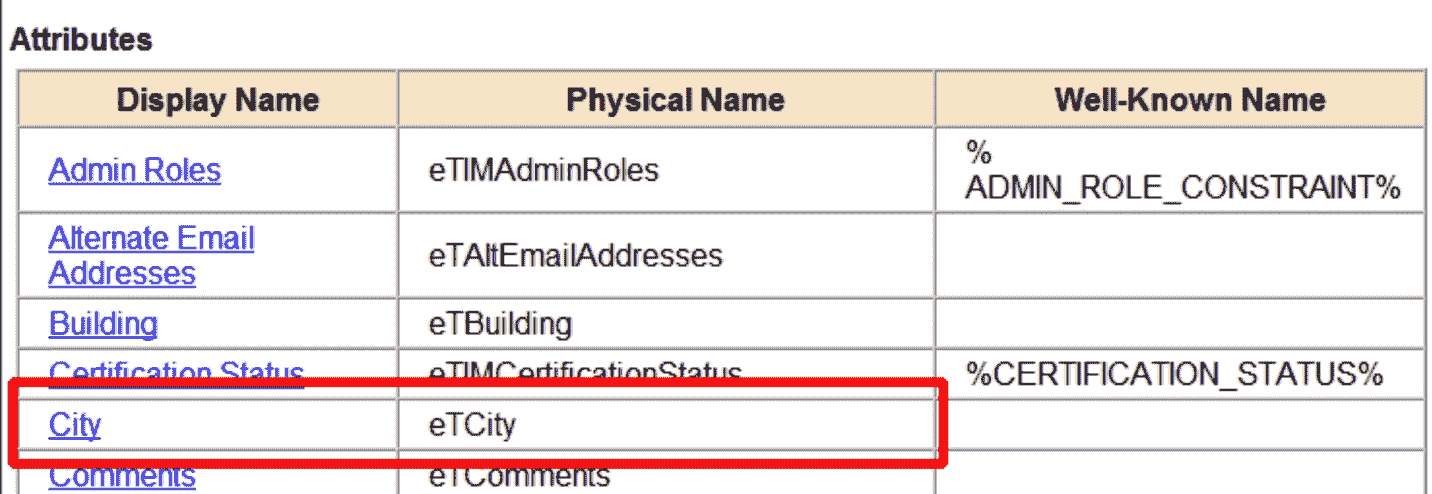 Attributes
Display Name Physical Name Well-Known Name
Admin Roles eTIMAdminRoles %
ADMIN_ROLE_CONSTRAINT%
Alternate Email
Addresses eTAltEmailAddresses
Building eTBuilding
Certification Status eTIMCertificationStatus %CERTIFICATION_STATUS%
City eTCity
Comments eTComments